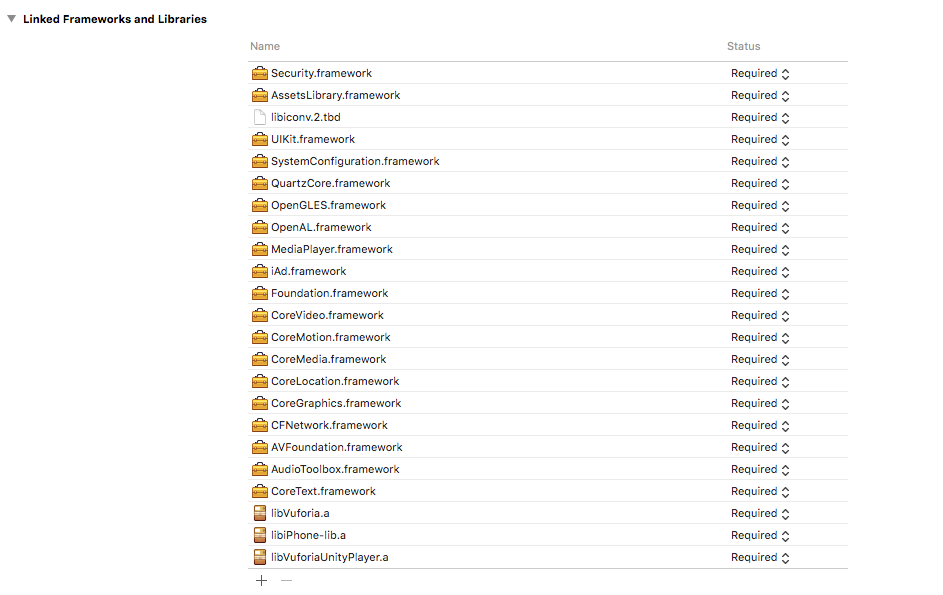 Linked Frameworks and Libraries
Name Status
Security.framework Required
AssetsLibrary.framework Required
libiconv.2.tbd Required
UIKit.framework Required
SystemConfiguration.framework Required
QuartzCore.framework Required
OpenGLES.framework Required
OpenAL.framework Required
MediaPlayer.framework Required
iAd.framework Required
Foundation.framework Required
CoreVideo.framework Required
CoreMotion.framework Required
CoreMedia.framework Required
CoreLocation.framework Required
CoreGraphics.framework Required
CFNetwork.framework Required
AVFoundation.framework Required
AudioToolbox.framework Required
CoreText.framework Required
libVuforia.a Required
libiPhone-lib.a Required
libVuforiaUnityPlayer.a Required